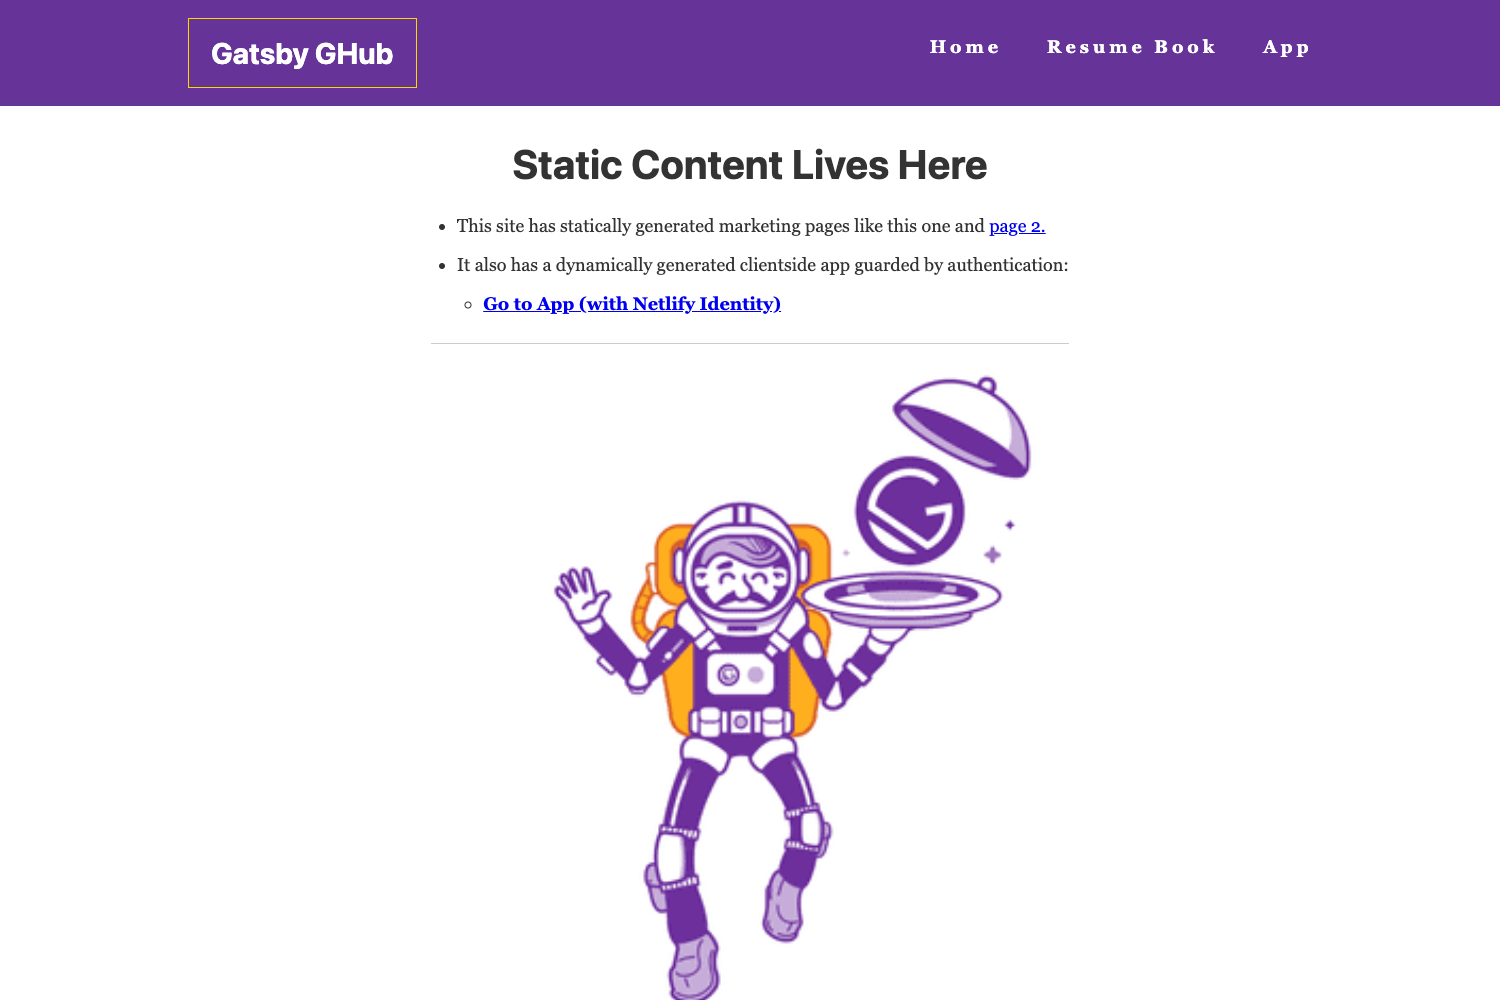 Gatsby GHub
Home Resume Book App
Static Content Lives Here
This site has statically generated marketing pages like this one and page 2.
It also has a dynamically generated clientside app guarded by authentication:
Go to App (with Netlify Identity)